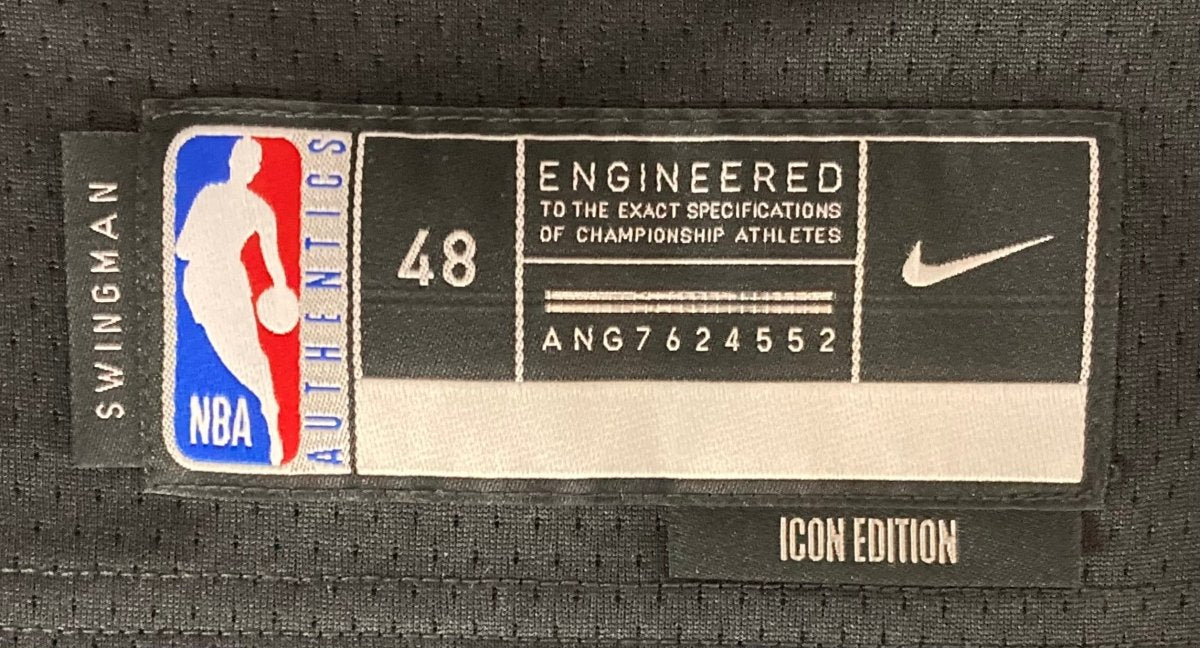 SWINGMAN
NBA
AUTHENTICS
48
ENGINEERED
TO THE EXACT SPECIFICATIONS
OF CHAMPIONSHIP ATHLETES
ANG7624552
ICON EDITION